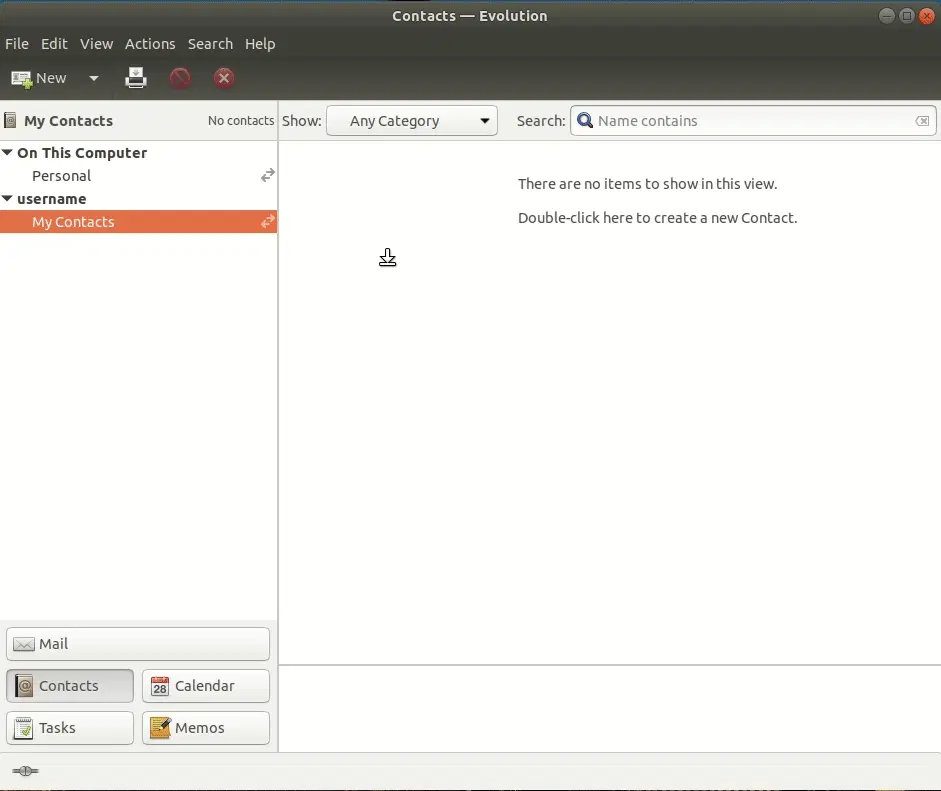 Contacts — Evolution
File Edit View Actions Search Help
New
My Contacts No contacts Show: Any Category Search: Name contains
On This Computer
Personal
username
My Contacts
There are no items to show in this view.
Double-click here to create a new Contact.
Mail
Contacts 28 Calendar
Tasks Memos